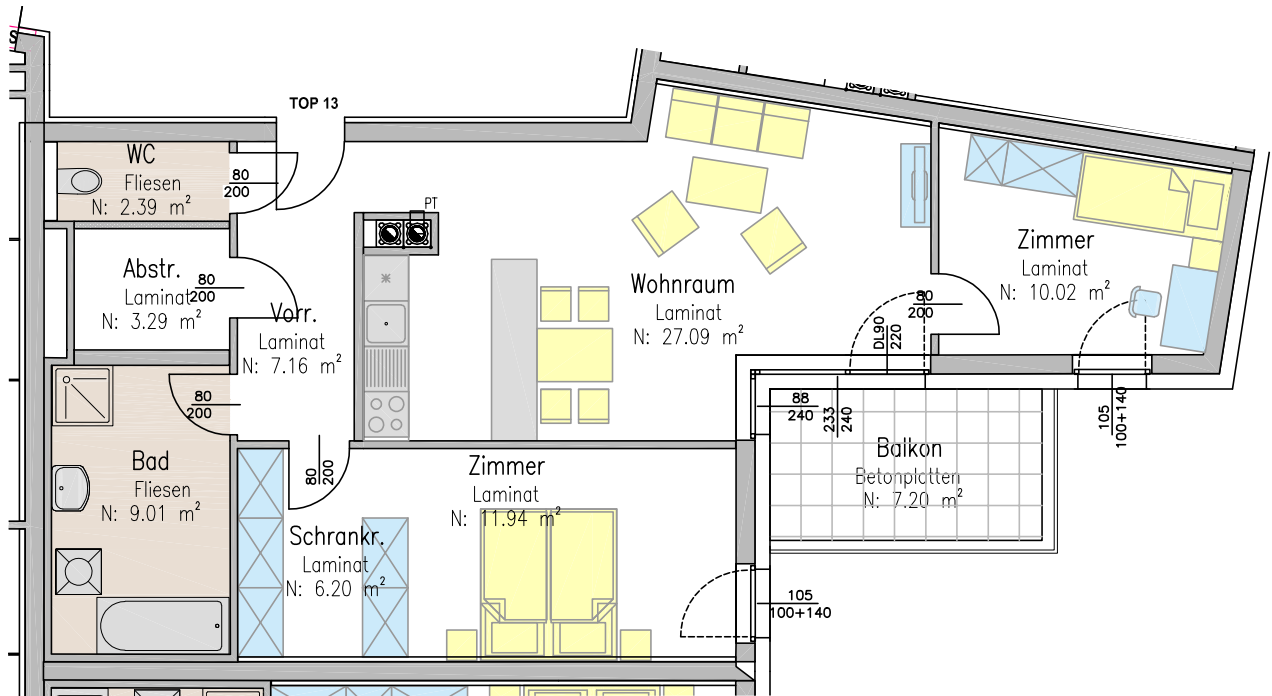 S
TOP 13
WC
Fliesen
N: 2.39 m²
80
200
PT
Abstr.
Laminat
N: 3.29 m²
80
200
Vorr.
Laminat
N: 7.16 m²
Wohnraum
Laminat
N: 27.09 m²
Zimmer
Laminat
N: 10.02 m²
80
200
DL90
220
80
200
88
240
233
240
105
100+140
Bad
Fliesen
N: 9.01 m²
80
200
Zimmer
Laminat
N: 11.94 m²
Balkon
Betonplatten
N: 7.20 m²
Schrankr.
Laminat
N: 6.20 m²
105
100+140